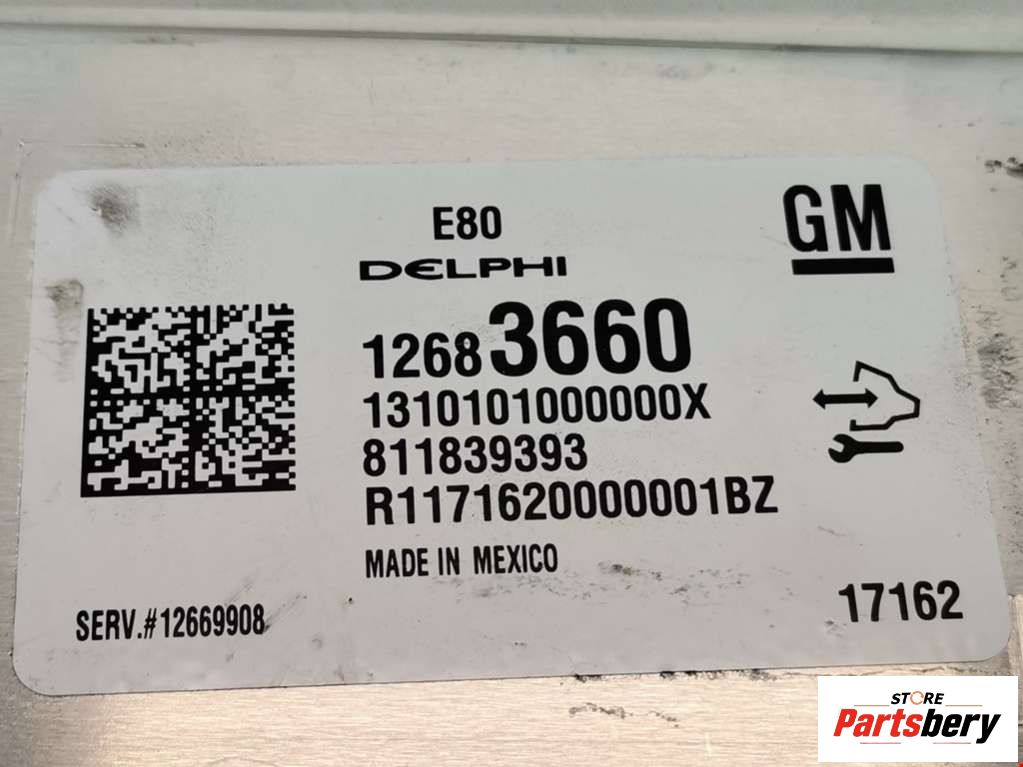 E80
DELPHI
GM
12683660
1310101000000X
811839393
R1171620000001BZ
MADE IN MEXICO
SERV.#12669908
17162
STORE
Partsbery